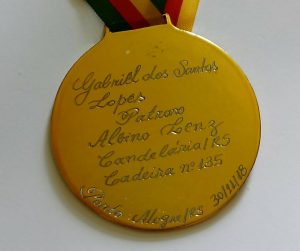 Gabriel dos Santos
Lopes
Patrono
Albino Lenz
Candelária/RS
Cadeira nº 135
Porto Alegre/RS 30/11/18